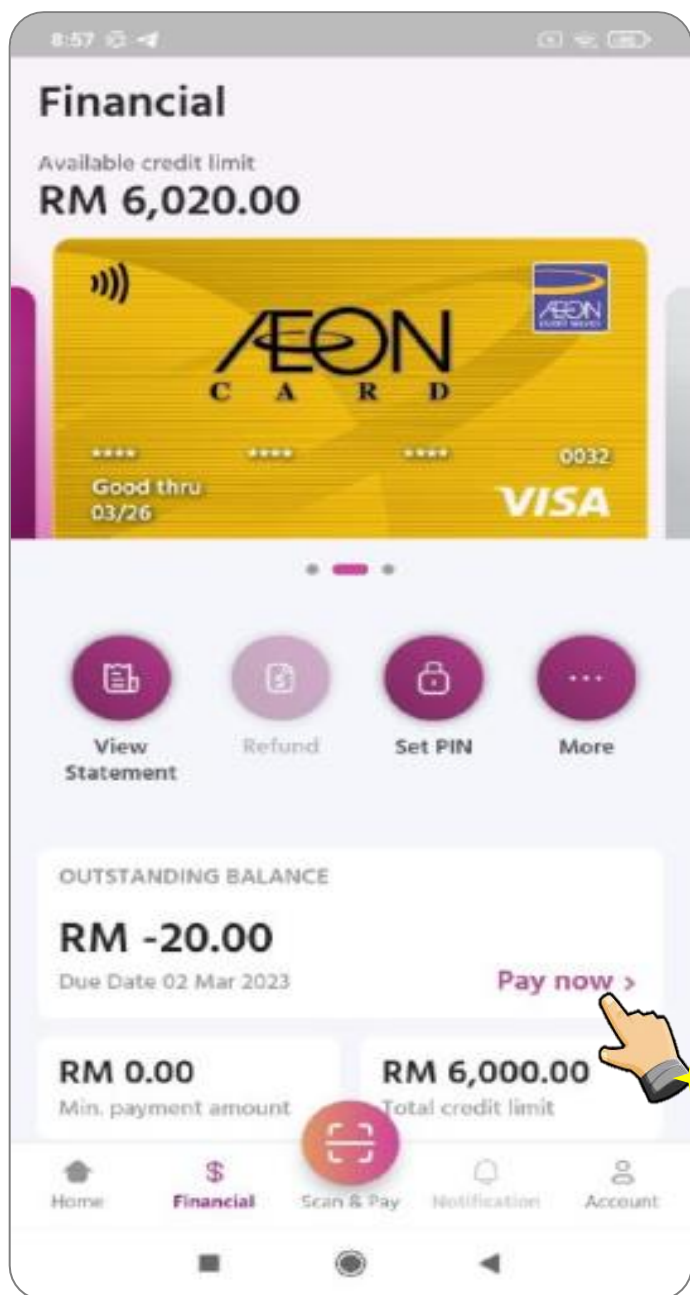 8:57
Financial
Available credit limit
RM 6,020.00
ÆON
CARD
ÆON
**** **** **** 0032
Good thru
03/26
VISA
View
Statement
Refund
Set PIN
More
OUTSTANDING BALANCE
RM -20.00
Due Date 02 Mar 2023
Pay now >
RM 0.00
Min. payment amount
RM 6,000.00
Total credit limit
Home
Financial
Scan & Pay
Notification
Account